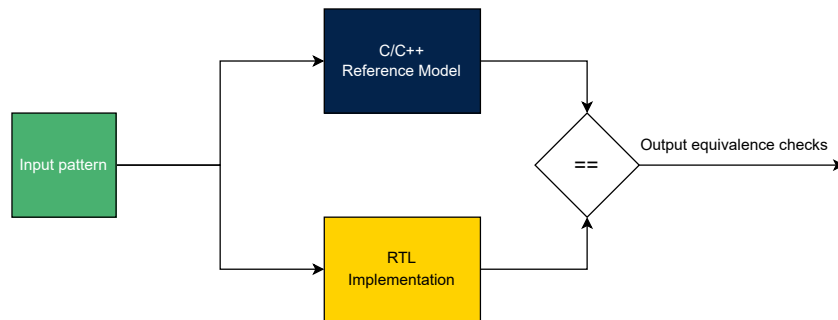 C/C++
Reference Model
Input pattern
==
Output equivalence checks
RTL
Implementation